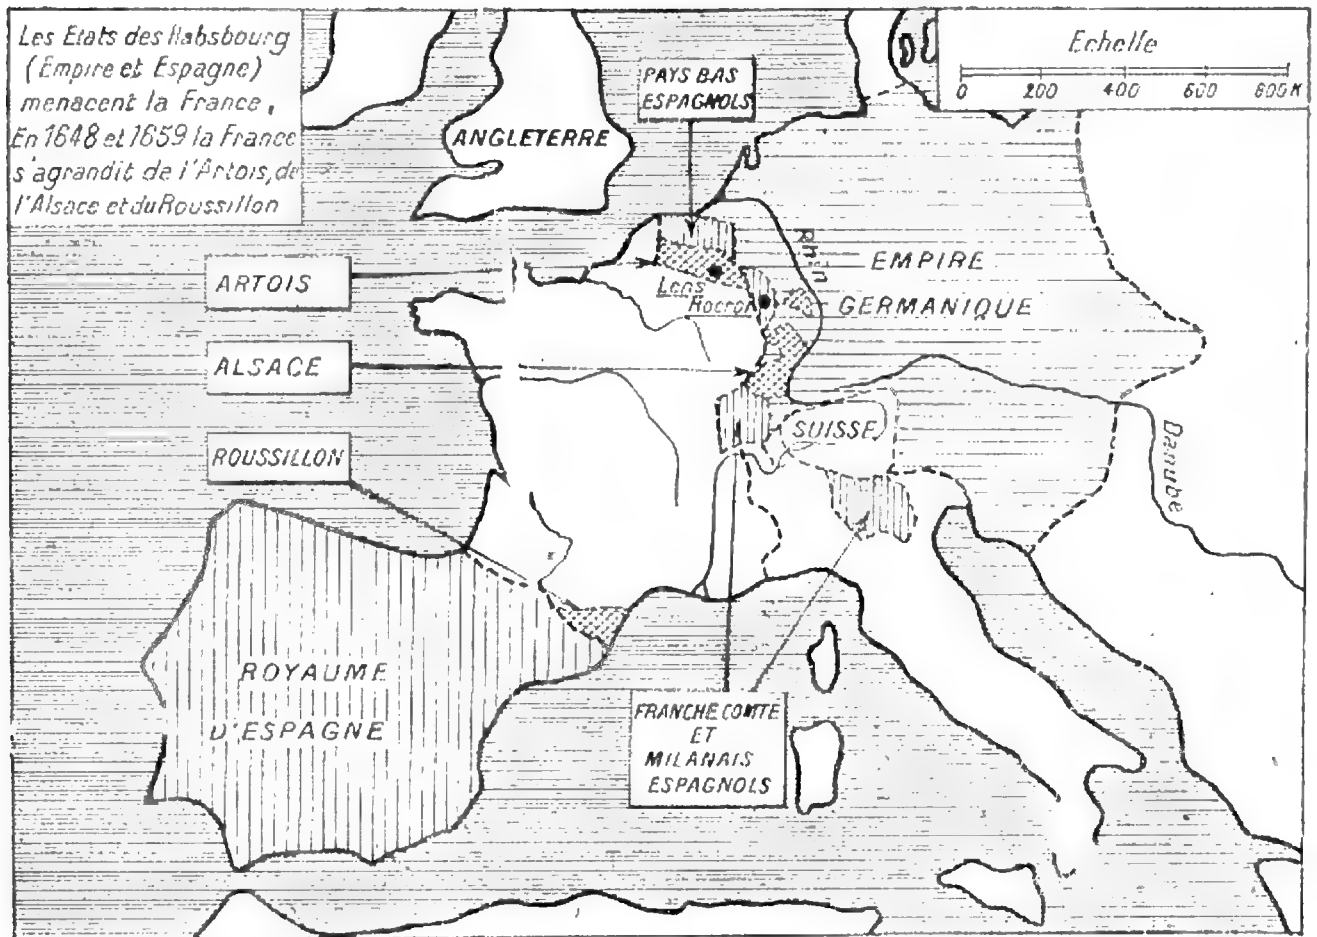 Les Etats des Habsbourg
(Empire et Espagne)
menacent la France,
En 1648 et 1659 la France
s'agrandit de l'Artois, de
l'Alsace et du Roussillon
Echelle
0 200 400 600 800 K
PAYS BAS
ESPAGNOLS
ANGLETERRE
ARTOIS
Rhin
EMPIRE
GERMANIQUE
Lens
Rocroi
ALSACE
SUISSE
Danube
ROUSSILLON
ROYAUME
D'ESPAGNE
FRANCHE COMTE
ET
MILANAIS
ESPAGNOLS